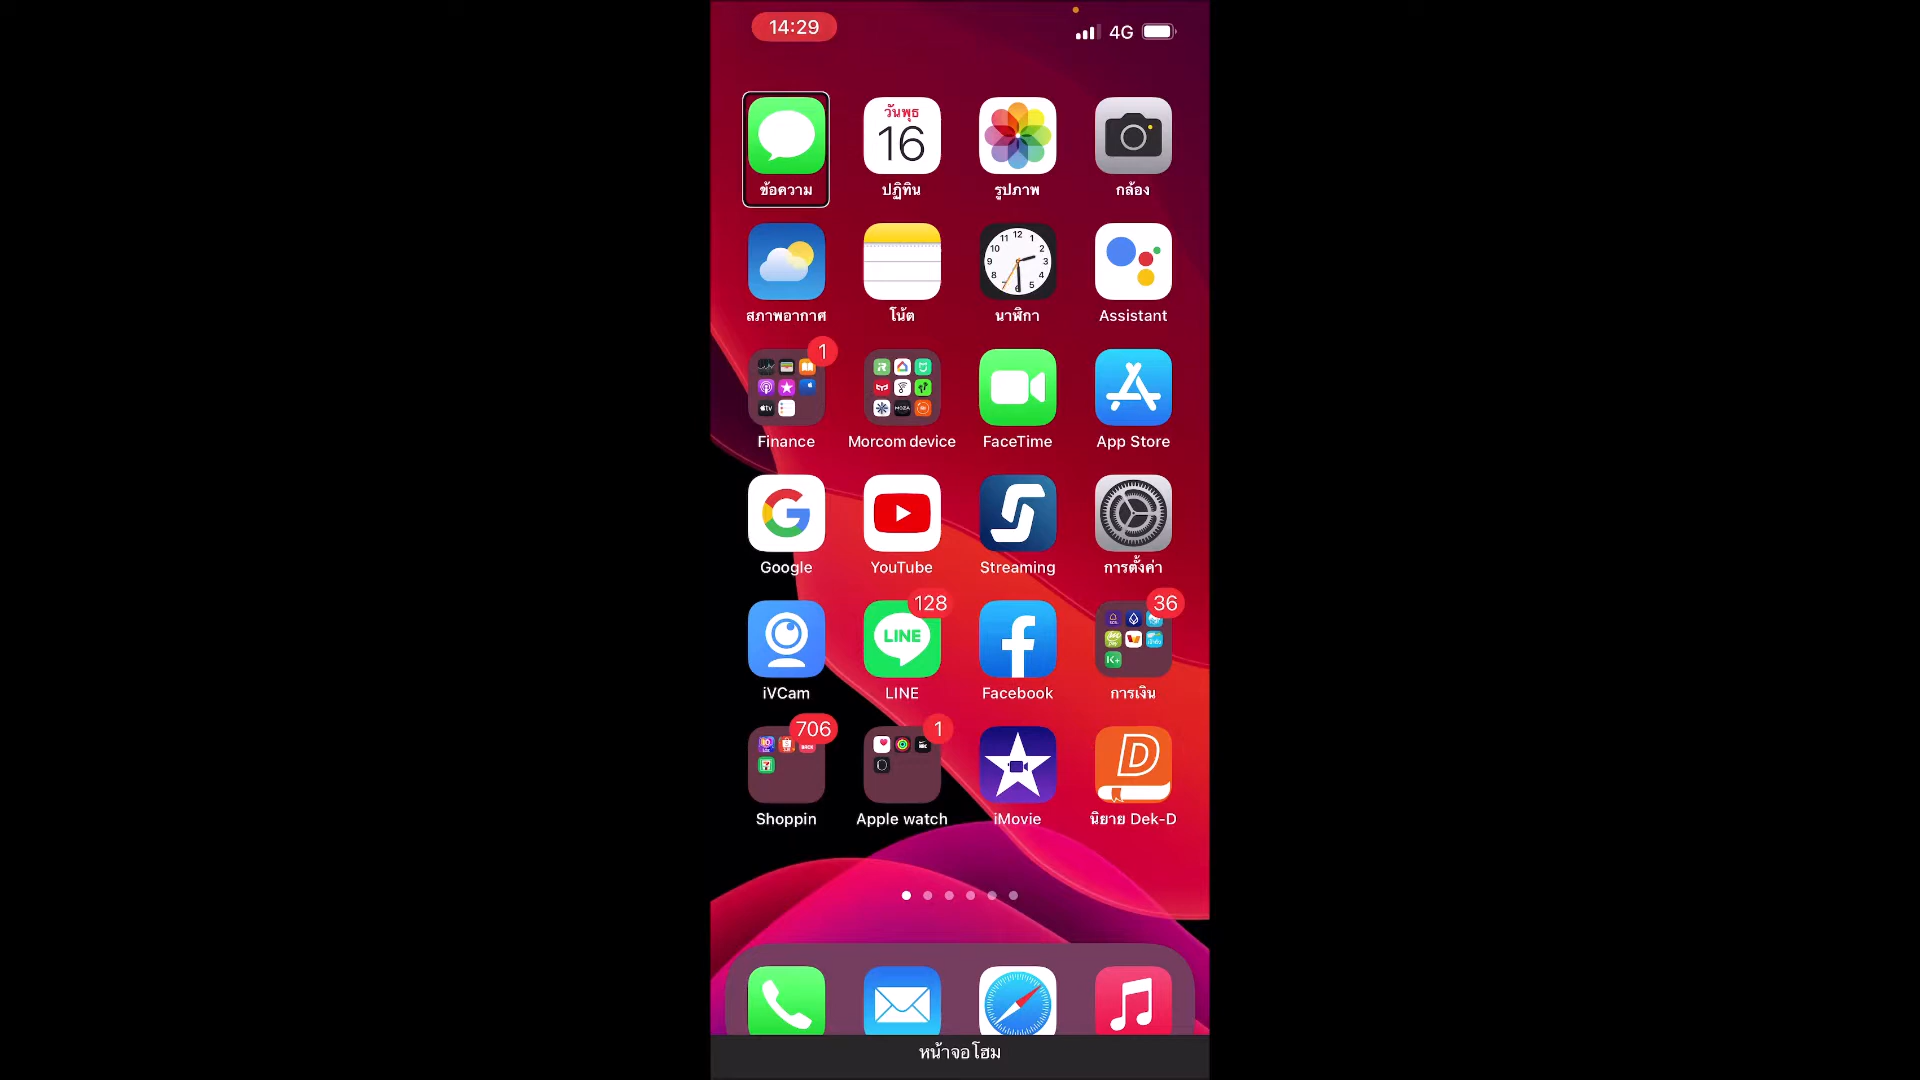 14:29
4G
วันพุธ
16
ข้อความ
ปฏิทิน
รูปภาพ
กล้อง
สภาพอากาศ
โน้ต
นาฬิกา
Assistant
1
Finance
Morcom device
FaceTime
App Store
Google
YouTube
Streaming
การตั้งค่า
128
LINE
36
iVCam
LINE
Facebook
การเงิน
706
1
Shoppin
Apple watch
iMovie
D
นิยาย Dek-D
หน้าจอโฮม